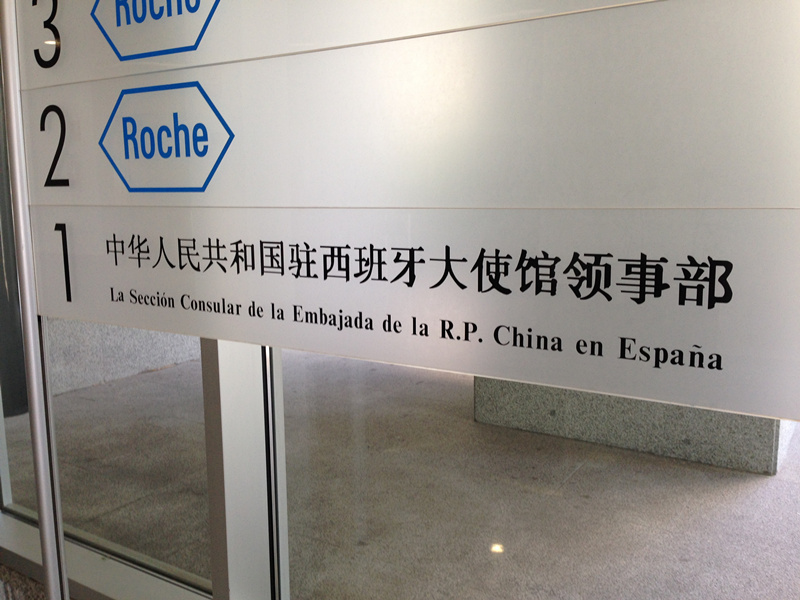 3 Roche
2 Roche
1 中华人民共和国驻西班牙大使馆领事部
La Sección Consular de la Embajada de la R.P. China en España